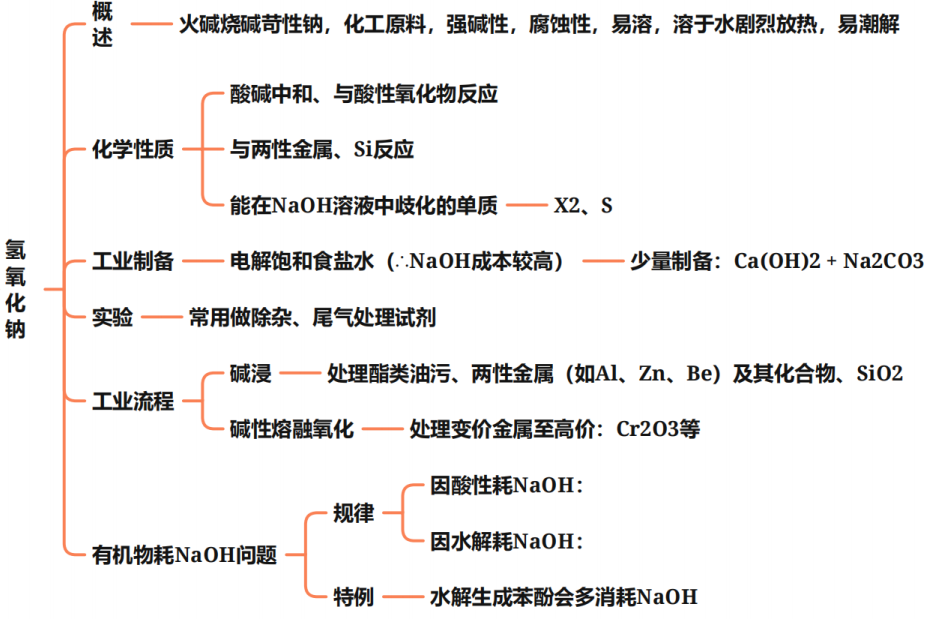 氢氧化钠
概述
火碱烧碱苛性钠，化工原料，强碱性，腐蚀性，易溶，溶于水剧烈放热，易潮解
化学性质
酸碱中和、与酸性氧化物反应
与两性金属、Si反应
能在NaOH溶液中歧化的单质
X2、S
工业制备
电解饱和食盐水（∴NaOH成本较高）
少量制备：Ca(OH)2 + Na2CO3
实验
常用做除杂、尾气处理试剂
工业流程
碱浸
处理酯类油污、两性金属（如Al、Zn、Be）及其化合物、SiO2
碱性熔融氧化
处理变价金属至高价：Cr2O3等
有机物耗NaOH问题
规律
因酸性耗NaOH：
因水解耗NaOH：
特例
水解生成苯酚会多消耗NaOH